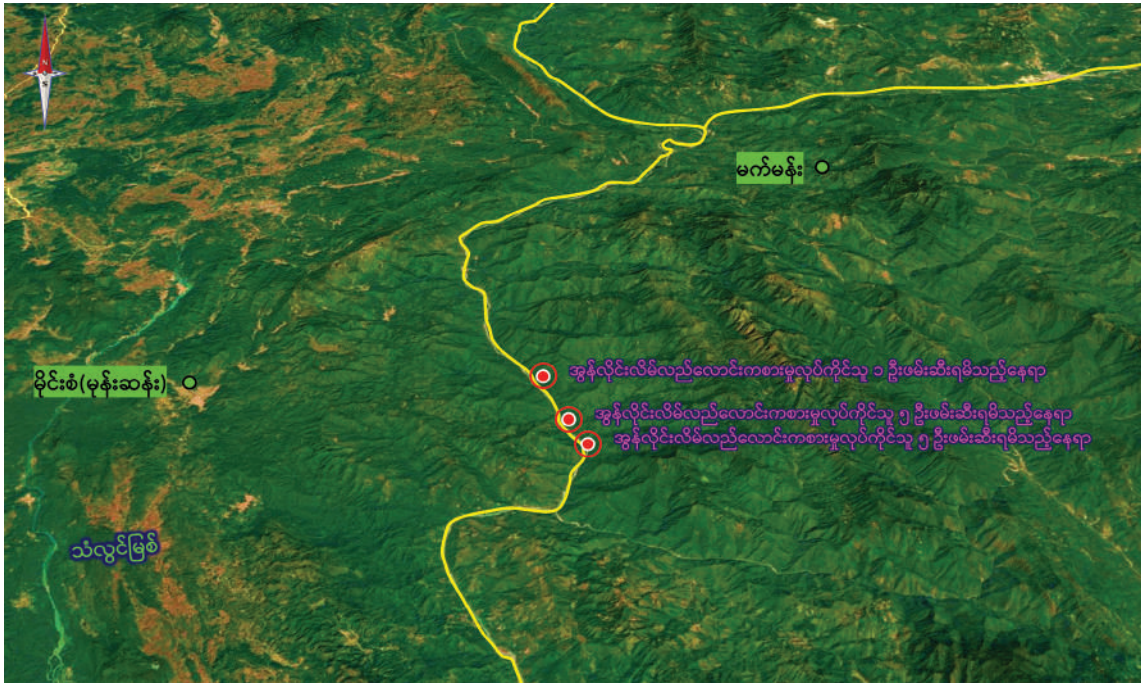 မက်မန်း
အွန်လိုင်းလိမ်လည်လောင်းကစားမှုလုပ်ကိုင်သူ ၁ ဦးဖမ်းဆီးရမိသည့်နေရာ
မိုင်းစံ(မုန်းဆန်း)
အွန်လိုင်းလိမ်လည်လောင်းကစားမှုလုပ်ကိုင်သူ ၅ ဦးဖမ်းဆီးရမိသည့်နေရာ
အွန်လိုင်းလိမ်လည်လောင်းကစားမှုလုပ်ကိုင်သူ ၅ ဦးဖမ်းဆီးရမိသည့်နေရာ
သံလွင်မြစ်